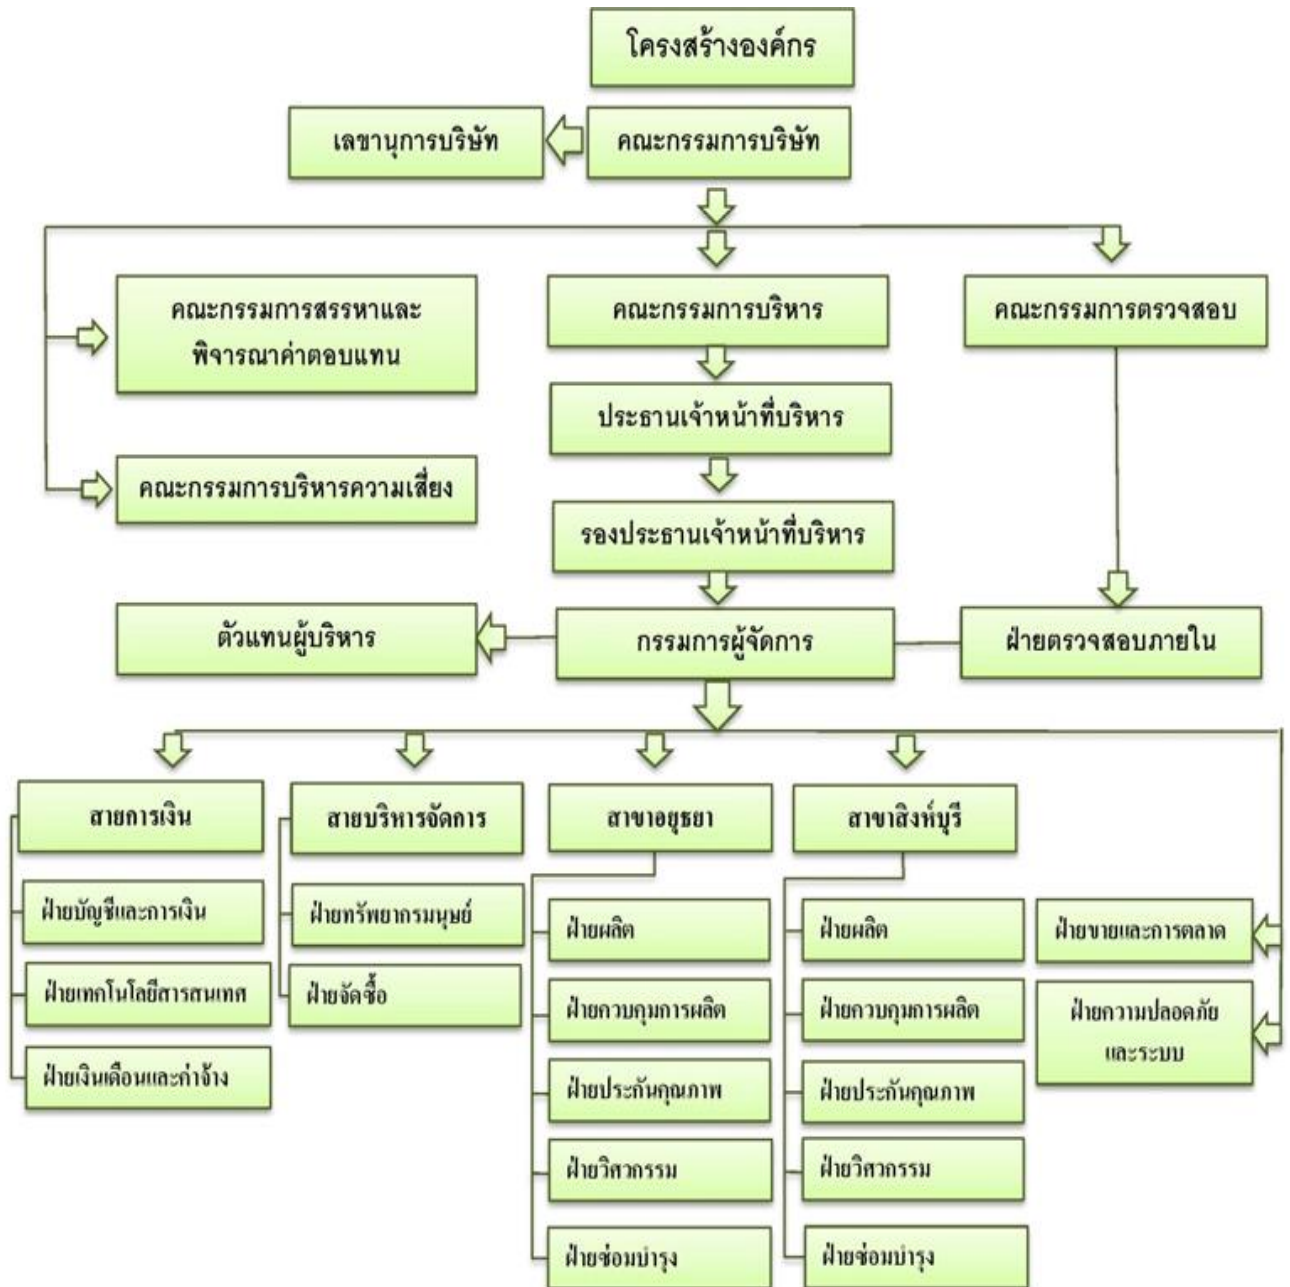 โครงสร้างองค์กร
เลขานุการบริษัท
คณะกรรมการบริษัท
คณะกรรมการสรรหาและ
พิจารณาค่าตอบแทน
คณะกรรมการบริหาร
คณะกรรมการตรวจสอบ
ประธานเจ้าหน้าที่บริหาร
คณะกรรมการบริหารความเสี่ยง
รองประธานเจ้าหน้าที่บริหาร
ตัวแทนผู้บริหาร
กรรมการผู้จัดการ
ฝ่ายตรวจสอบภายใน
สายการเงิน
ฝ่ายบัญชีและการเงิน
ฝ่ายเทคโนโลยีสารสนเทศ
ฝ่ายเงินเดือนและค่าจ้าง
สายบริหารจัดการ
ฝ่ายทรัพยากรมนุษย์
ฝ่ายจัดซื้อ
สาขาอยุธยา
ฝ่ายผลิต
ฝ่ายควบคุมการผลิต
ฝ่ายประกันคุณภาพ
ฝ่ายวิศวกรรม
ฝ่ายซ่อมบำรุง
สาขาสิงห์บุรี
ฝ่ายผลิต
ฝ่ายควบคุมการผลิต
ฝ่ายประกันคุณภาพ
ฝ่ายวิศวกรรม
ฝ่ายซ่อมบำรุง
ฝ่ายขายและการตลาด
ฝ่ายความปลอดภัย
และระบบ